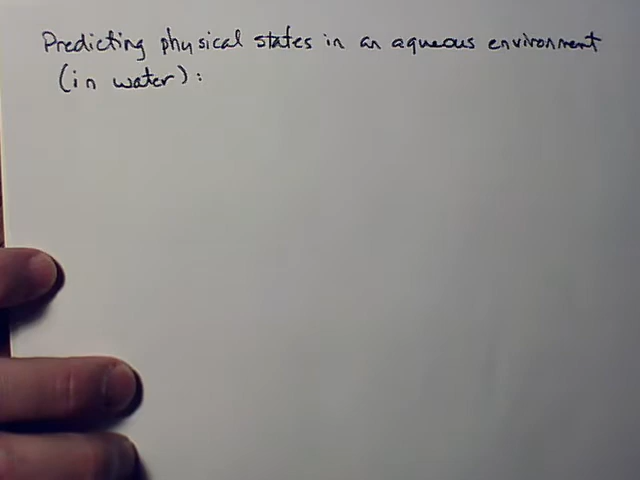 Predicting physical states in an aqueous environment
(in water):